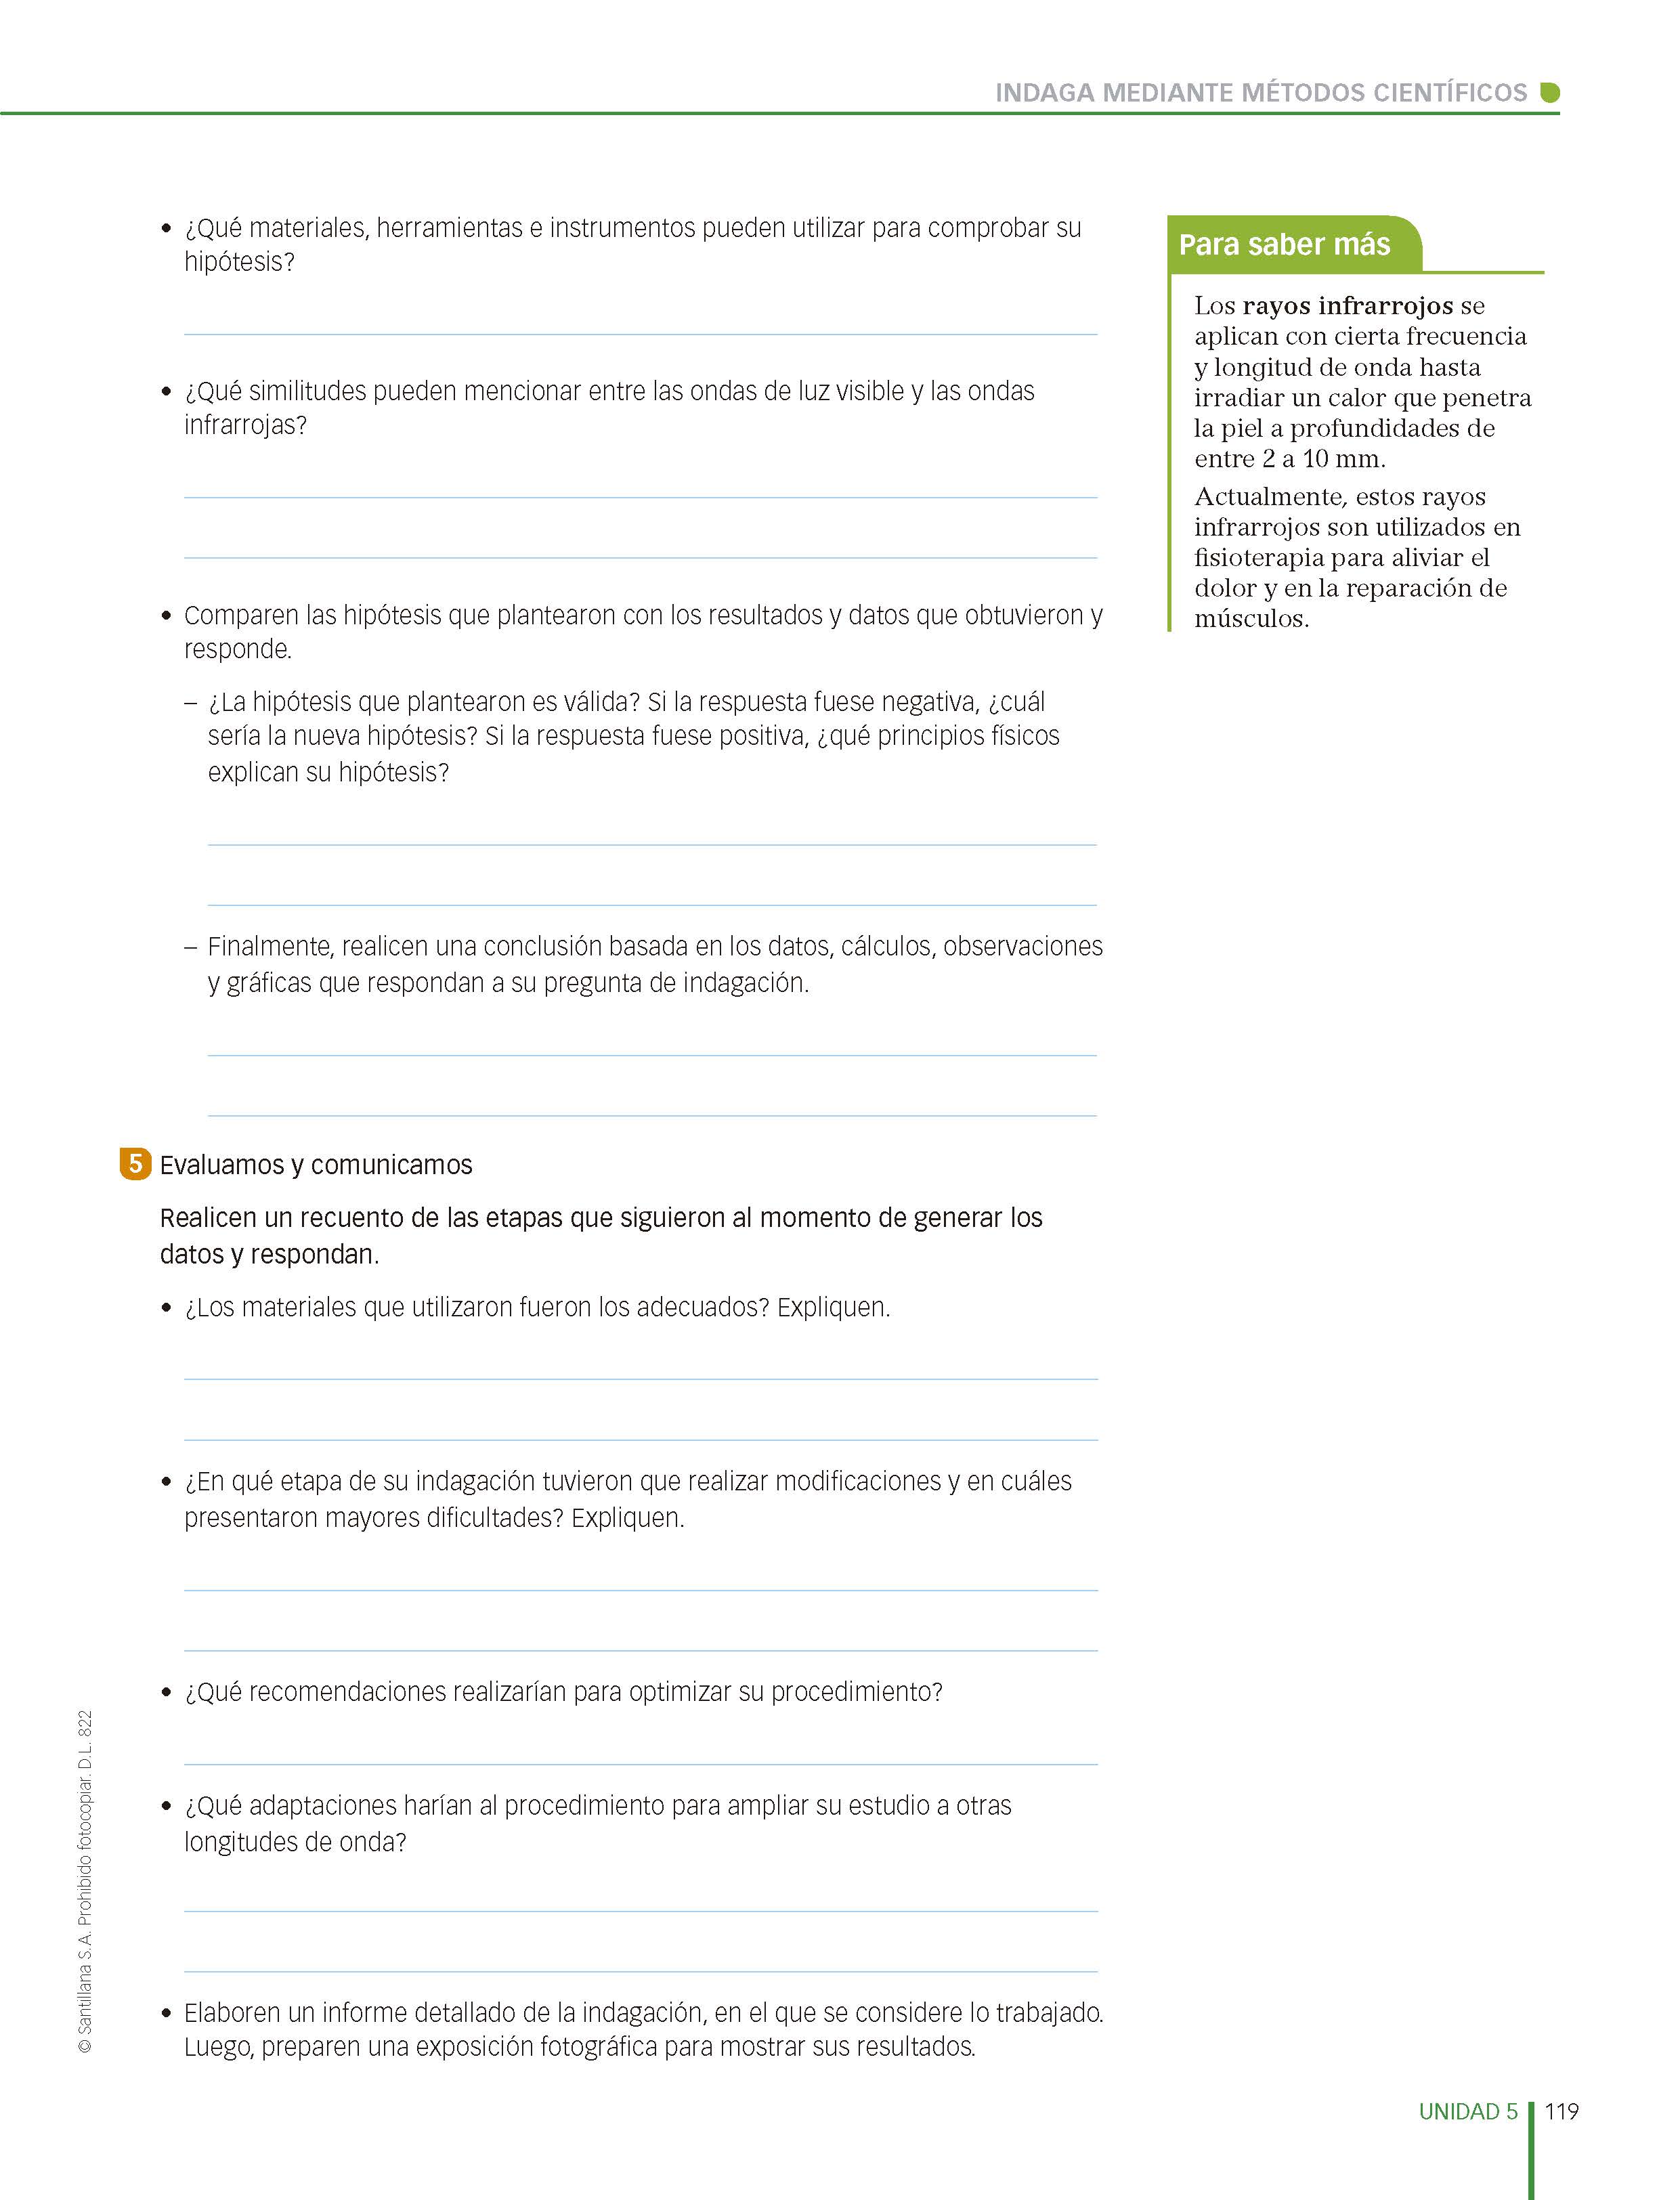 INDAGA MEDIANTE MÉTODOS CIENTÍFICOS
• ¿Qué materiales, herramientas e instrumentos pueden utilizar para comprobar su
hipótesis?
• ¿Qué similitudes pueden mencionar entre las ondas de luz visible y las ondas
infrarrojas?
• Comparen las hipótesis que plantearon con los resultados y datos que obtuvieron y
responde.
– ¿La hipótesis que plantearon es válida? Si la respuesta fuese negativa, ¿cuál
sería la nueva hipótesis? Si la respuesta fuese positiva, ¿qué principios físicos
explican su hipótesis?
– Finalmente, realicen una conclusión basada en los datos, cálculos, observaciones
y gráficas que respondan a su pregunta de indagación.
5 Evaluamos y comunicamos
Realicen un recuento de las etapas que siguieron al momento de generar los
datos y respondan.
• ¿Los materiales que utilizaron fueron los adecuados? Expliquen.
• ¿En qué etapa de su indagación tuvieron que realizar modificaciones y en cuáles
presentaron mayores dificultades? Expliquen.
• ¿Qué recomendaciones realizarían para optimizar su procedimiento?
• ¿Qué adaptaciones harían al procedimiento para ampliar su estudio a otras
longitudes de onda?
• Elaboren un informe detallado de la indagación, en el que se considere lo trabajado.
Luego, preparen una exposición fotográfica para mostrar sus resultados.
Para saber más
Los rayos infrarrojos se
aplican con cierta frecuencia
y longitud de onda hasta
irradiar un calor que penetra
la piel a profundidades de
entre 2 a 10 mm.
Actualmente, estos rayos
infrarrojos son utilizados en
fisioterapia para aliviar el
dolor y en la reparación de
músculos.
© Santillana S.A. Prohibido fotocopiar. D.L. 822
UNIDAD 5 119